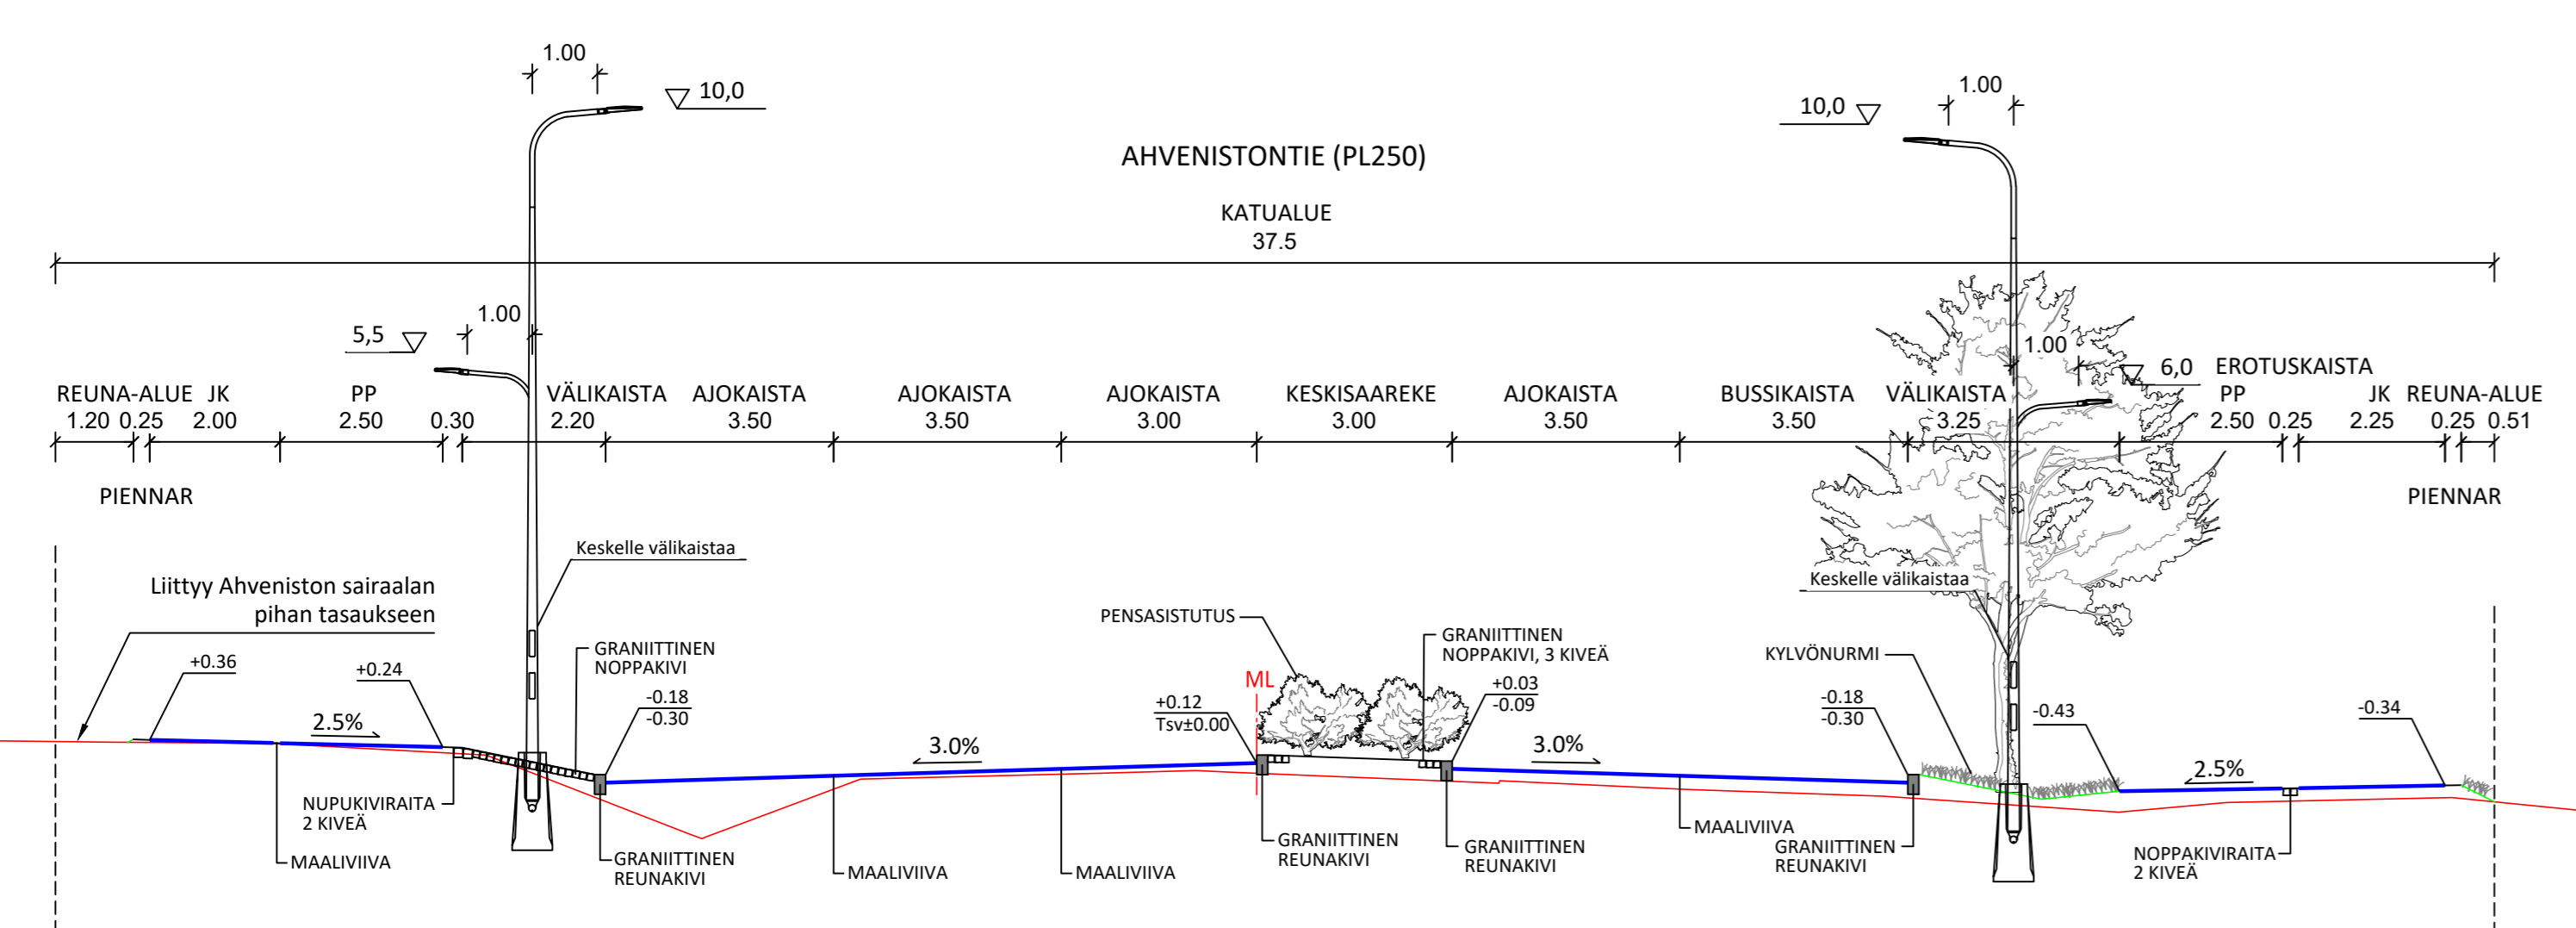 1.00
10,0
1.00
10,0
AHVENISTONTIE (PL250)
KATUALUE
37.5
1.00
5,5
1.00
6,0
EROTUSKAISTA
REUNA-ALUE JK PP VÄLIKAISTA AJOKAISTA AJOKAISTA AJOKAISTA KESKISAAREKE AJOKAISTA BUSSIKAISTA VÄLIKAISTA PP JK REUNA-ALUE
1.20 0.25 2.00 2.50 0.30 2.20 3.50 3.50 3.00 3.00 3.50 3.50 3.25 2.50 0.25 2.25 0.25 0.51
PIENNAR
PIENNAR
Keskelle välikaistaa
Keskelle välikaistaa
Liittyy Ahveniston sairaalan
pihan tasaukseen
PENSASISTUTUS
GRANIITTINEN
NOPPAKIVI
GRANIITTINEN
NOPPAKIVI, 3 KIVEÄ
KYLVÖNURMI
+0.36
+0.24
-0.18
-0.30
ML
+0.12
Tsv±0.00
+0.03
-0.09
-0.18
-0.30
-0.43
-0.34
2.5%
3.0%
3.0%
2.5%
NUPUKIVIRAITA
2 KIVEÄ
MAALIVIIVA
GRANIITTINEN
REUNAKIVI
MAALIVIIVA
MAALIVIIVA
GRANIITTINEN
REUNAKIVI
GRANIITTINEN
REUNAKIVI
MAALIVIIVA
GRANIITTINEN
REUNAKIVI
NOPPAKIVIRAITA
2 KIVEÄ